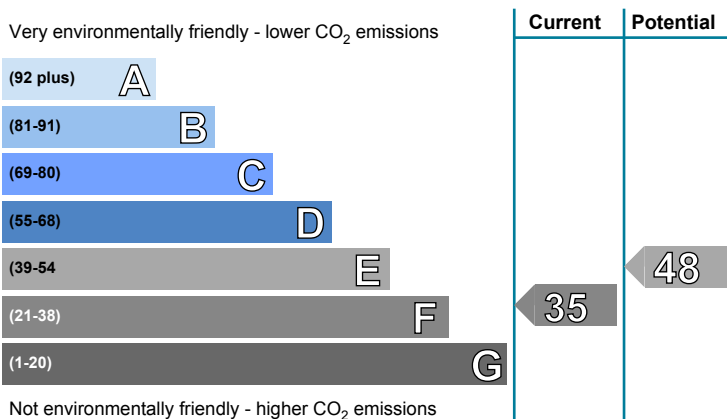 Very environmentally friendly - lower CO₂ emissions
Current
Potential
(92 plus) A
(81-91) B
(69-80) C
(55-68) D
(39-54 E
(21-38) F
(1-20) G
35
48
Not environmentally friendly - higher CO₂ emissions